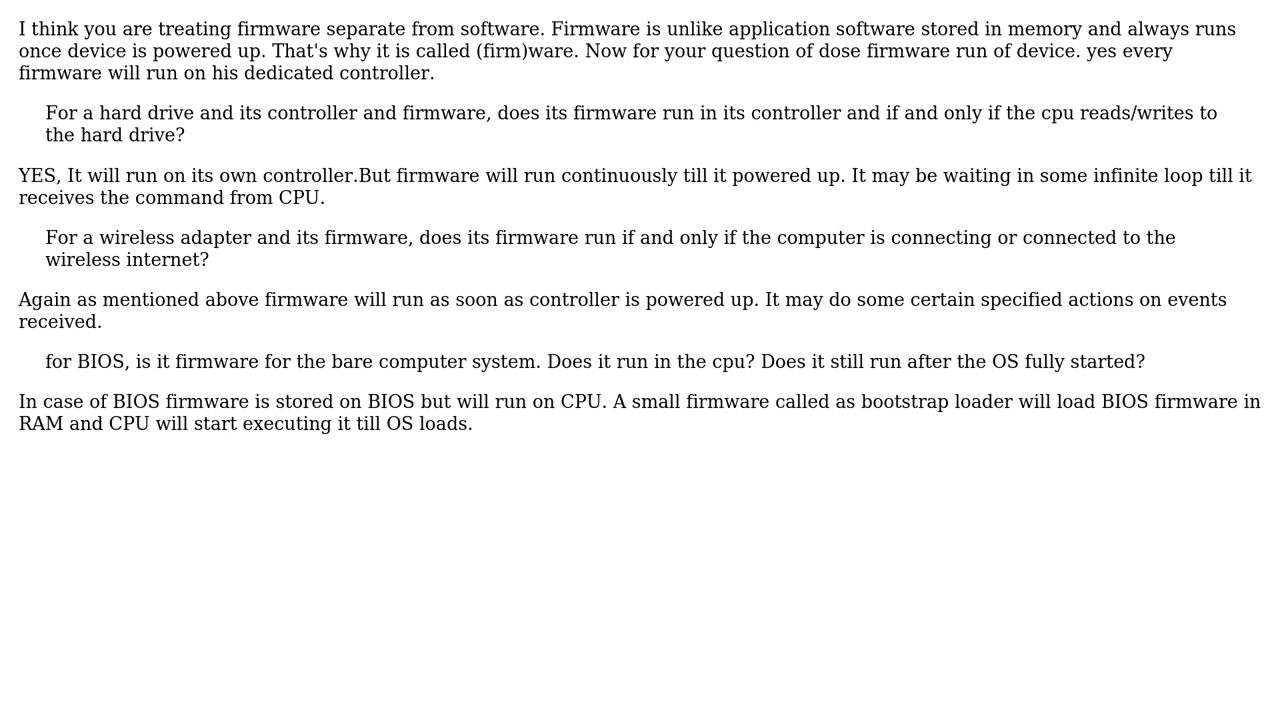 I think you are treating firmware separate from software. Firmware is unlike application software stored in memory and always runs
once device is powered up. That's why it is called (firm)ware. Now for your question of dose firmware run of device. yes every
firmware will run on his dedicated controller.
For a hard drive and its controller and firmware, does its firmware run in its controller and if and only if the cpu reads/writes to
the hard drive?
YES, It will run on its own controller.But firmware will run continuously till it powered up. It may be waiting in some infinite loop till it
receives the command from CPU.
For a wireless adapter and its firmware, does its firmware run if and only if the computer is connecting or connected to the
wireless internet?
Again as mentioned above firmware will run as soon as controller is powered up. It may do some certain specified actions on events
received.
for BIOS, is it firmware for the bare computer system. Does it run in the cpu? Does it still run after the OS fully started?
In case of BIOS firmware is stored on BIOS but will run on CPU. A small firmware called as bootstrap loader will load BIOS firmware in
RAM and CPU will start executing it till OS loads.